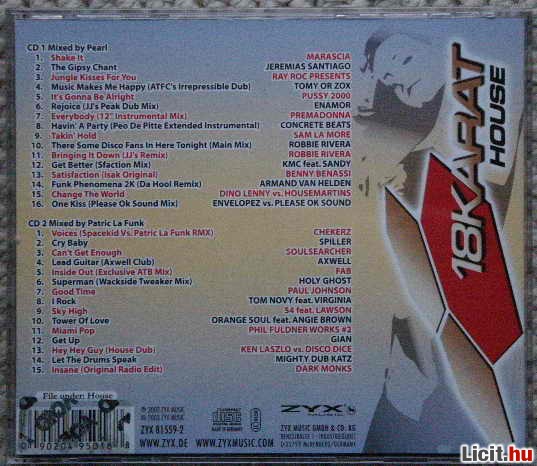 CD 1 Mixed by Pearl
1. Shake It MARASCIA
2. The Gipsy Chant JEREMIAS SANTIAGO
3. Jungle Kisses For You RAY ROC PRESENTS
4. Music Makes Me Happy (ATFC's Irrepressible Dub) TOMY OR ZOX
5. It's Gonna Be Alright PUSSY 2000
6. Rejoice (JJ's Peak Dub Mix) ENAMOR
7. Everybody (12" Instrumental Mix) PREMADONNA
8. Havin' A Party (Peo De Pitte Extended Instrumental) CONCRETE BEATS
9. Takin' Hold SAM LA MORE
10. There Some Disco Fans In Here Tonight (Main Mix) ROBBIE RIVERA
11. Bringing It Down (JJ's Remix) ROBBIE RIVERA
12. Get Better (Sfaction Mix) KMC feat. SANDY
13. Satisfaction (Isak Original) BENNY BENASSI
14. Funk Phenomena 2K (Da Hool Remix) ARMAND VAN HELDEN
15. Change The World DINO LENNY vs. HOUSEMARTINS
16. One Kiss (Please Ok Sound Mix) ENVELOPEZ vs. PLEASE OK SOUND
CD 2 Mixed by Patric La Funk
1. Voices (Spacekid Vs. Patric La Funk RMX) CHEKERZ
2. Cry Baby SPILLER
3. Can't Get Enough SOULSEARCHER
4. Lead Guitar (Axwell Club) AXWELL
5. Inside Out (Exclusive ATB Mix) FAB
6. Superman (Wackside Tweaker Mix) HOLY GHOST
7. Good Time PAUL JOHNSON
8. I Rock TOM NOVY feat. VIRGINIA
9. Sky High S4 feat. LAWSON
10. Tower Of Love ORANGE SOUL feat. ANGIE BROWN
11. Miami Pop PHIL FULDNER WORKS #2
12. Get Up GIAN
13. Hey Hey Guy (House Dub) KEN LASZLO vs. DISCO DICE
14. Let The Drums Speak MIGHTY DUB KATZ
15. Insane (Original Radio Edit) DARK MONKS
18KARAT
HOUSE
File under: House
ZYX 81559-2
WWW.ZYX.DE
WWW.ZYXMUSIC.COM
ZYX
ZYX MUSIC GMBH & CO. KG
Licit.hu